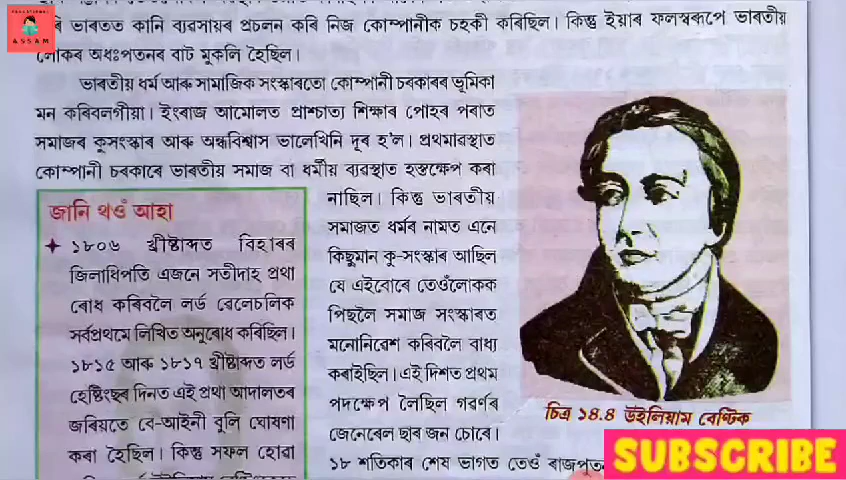 ASSAM
ৰি ভাৰতত কানি ব্যৱসায়ৰ প্ৰচলন কৰি নিজ কোম্পানীক চহকী কৰিছিল। কিন্তু ইয়াৰ ফলস্বৰূপে ভাৰতীয়
লোকৰ অধঃপতনৰ বাট মুকলি হৈছিল।
ভাৰতীয় ধৰ্ম আৰু সামাজিক সংস্কাৰতো কোম্পানী চৰকাৰৰ ভূমিকা
মন কৰিবলগীয়া। ইংৰাজ আমোলত প্ৰাশ্চাত্য শিক্ষাৰ পোহৰ পৰাত
সমাজৰ কুসংস্কাৰ আৰু অন্ধবিশ্বাস ভালেখিনি দূৰ হ'ল। প্ৰথমাৱস্থাত
কোম্পানী চৰকাৰে ভাৰতীয় সমাজ বা ধৰ্মীয় ব্যৱস্থাত হস্তক্ষেপ কৰা
নাছিল। কিন্তু ভাৰতীয়
সমাজত ধৰ্মৰ নামত এনে
কিছুমান কু-সংস্কাৰ আছিল
যে এইবোৰে তেওঁলোকক
পিছলৈ সমাজ সংস্কাৰত
মনোনিৱেশ কৰিবলৈ বাধ্য
কৰাইছিল। এই দিশত প্ৰথম
পদক্ষেপ লৈছিল গৱৰ্ণৰ
জেনেৰেল ছাৰ জন চোৰে।
১৮ শতিকাৰ শেষ ভাগত তেওঁ ৰাজপুত
জানি থওঁ আহা
১৮০৬ খ্ৰীষ্টাব্দত বিহাৰৰ
জিলাধিপতি এজনে সতীদাহ প্ৰথা
ৰোধ কৰিবলৈ লৰ্ড ৱেলেচলিক
সৰ্বপ্ৰথমে লিখিত অনুৰোধ কৰিছিল।
১৮১৫ আৰু ১৮১৭ খ্ৰীষ্টাব্দত লৰ্ড
হেষ্টিংছৰ দিনত এই প্ৰথা আদালতৰ
জৰিয়তে বে-আইনী বুলি ঘোষণা
কৰা হৈছিল। কিন্তু সফল হোৱা
চিত্ৰ ১৪.৪ উইলিয়াম বেণ্টিক
SUBSCRIBE